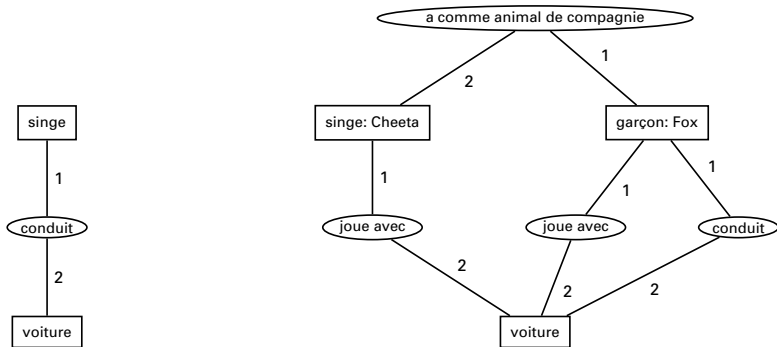 a comme animal de compagnie
2
1
singe
singe: Cheeta
garçon: Fox
1
1
1
1
conduit
joue avec
joue avec
conduit
2
2
2
2
voiture
voiture